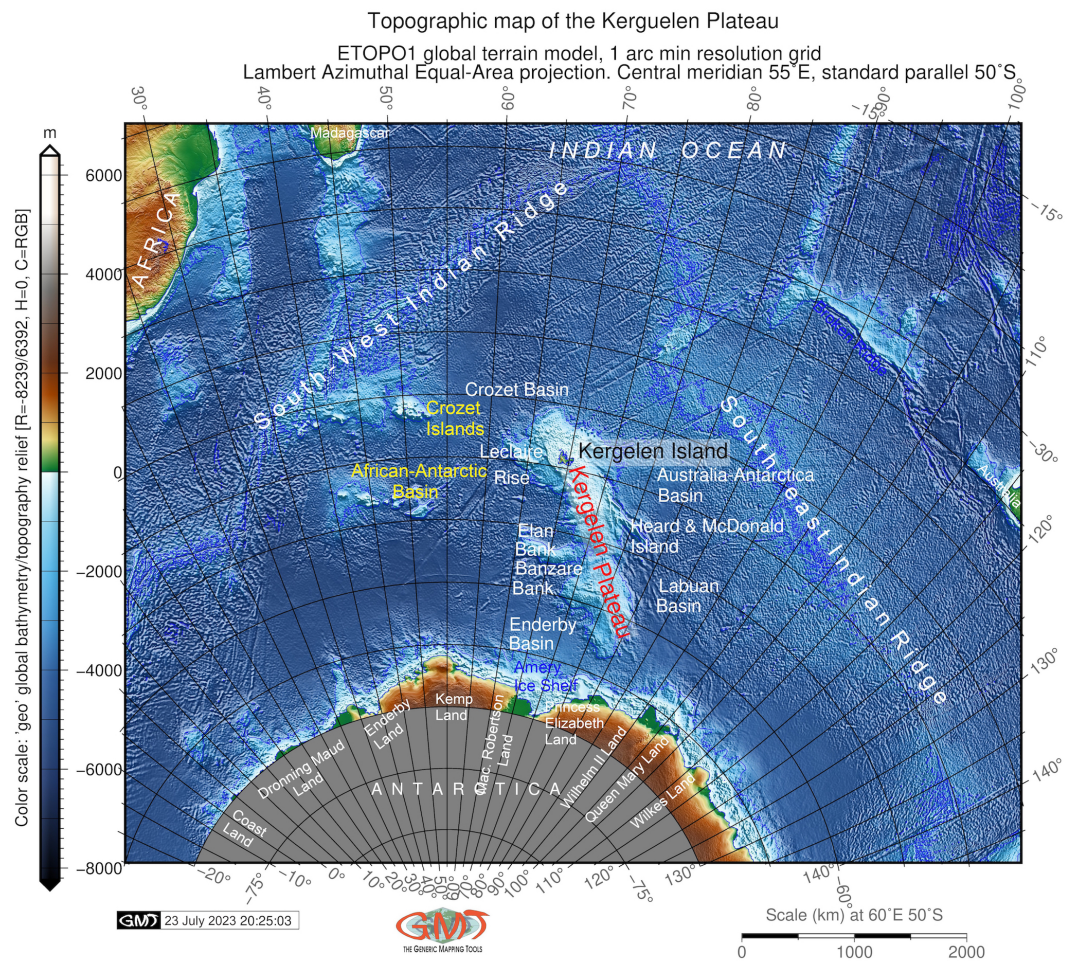 Topographic map of the Kerguelen Plateau
ETOPO1 global terrain model, 1 arc min resolution grid
Lambert Azimuthal Equal-Area projection. Central meridian 55˚E, standard parallel 50˚S
30°
40°
50°
60°
70°
80°
90°
100°
m
6000
4000
2000
0
−2000
−4000
−6000
−8000
Color scale: 'geo' global bathymetry/topography relief [R=-8239/6392, H=0, C=RGB]
Madagascar
INDIAN OCEAN
AFRICA
South-West Indian Ridge
−15°
110°
Crozet Basin
Crozet
Islands
Leclaire
Rise
Kergelen Island
African-Antarctic
Basin
Kergelen Plateau
Australia-Antarctica
Basin
Southeast Indian Ridge
−30°
Australia
120°
Heard & McDonald
Island
Elan
Bank
Banzare
Bank
Labuan
Basin
Enderby
Basin
130°
Amery
Ice Shelf
Kemp
Land
Enderby
Land
Mac. Robertson
Land
Princess
Elizabeth
Land
Wilhelm II Land
Queen Mary Land
Wilkes Land
Dronning Maud
Land
Coast
Land
ANTARCTICA
140°
−20°
−75°
−10°
0°
10°
20°
30°
40°
50°
60°
70°
80°
90°
100°
110°
120°
−75°
130°
140°
−60°
GMT 23 July 2023 20:25:03
GMT
THE GENERIC MAPPING TOOLS
Scale (km) at 60˚E 50˚S
0
1000
2000